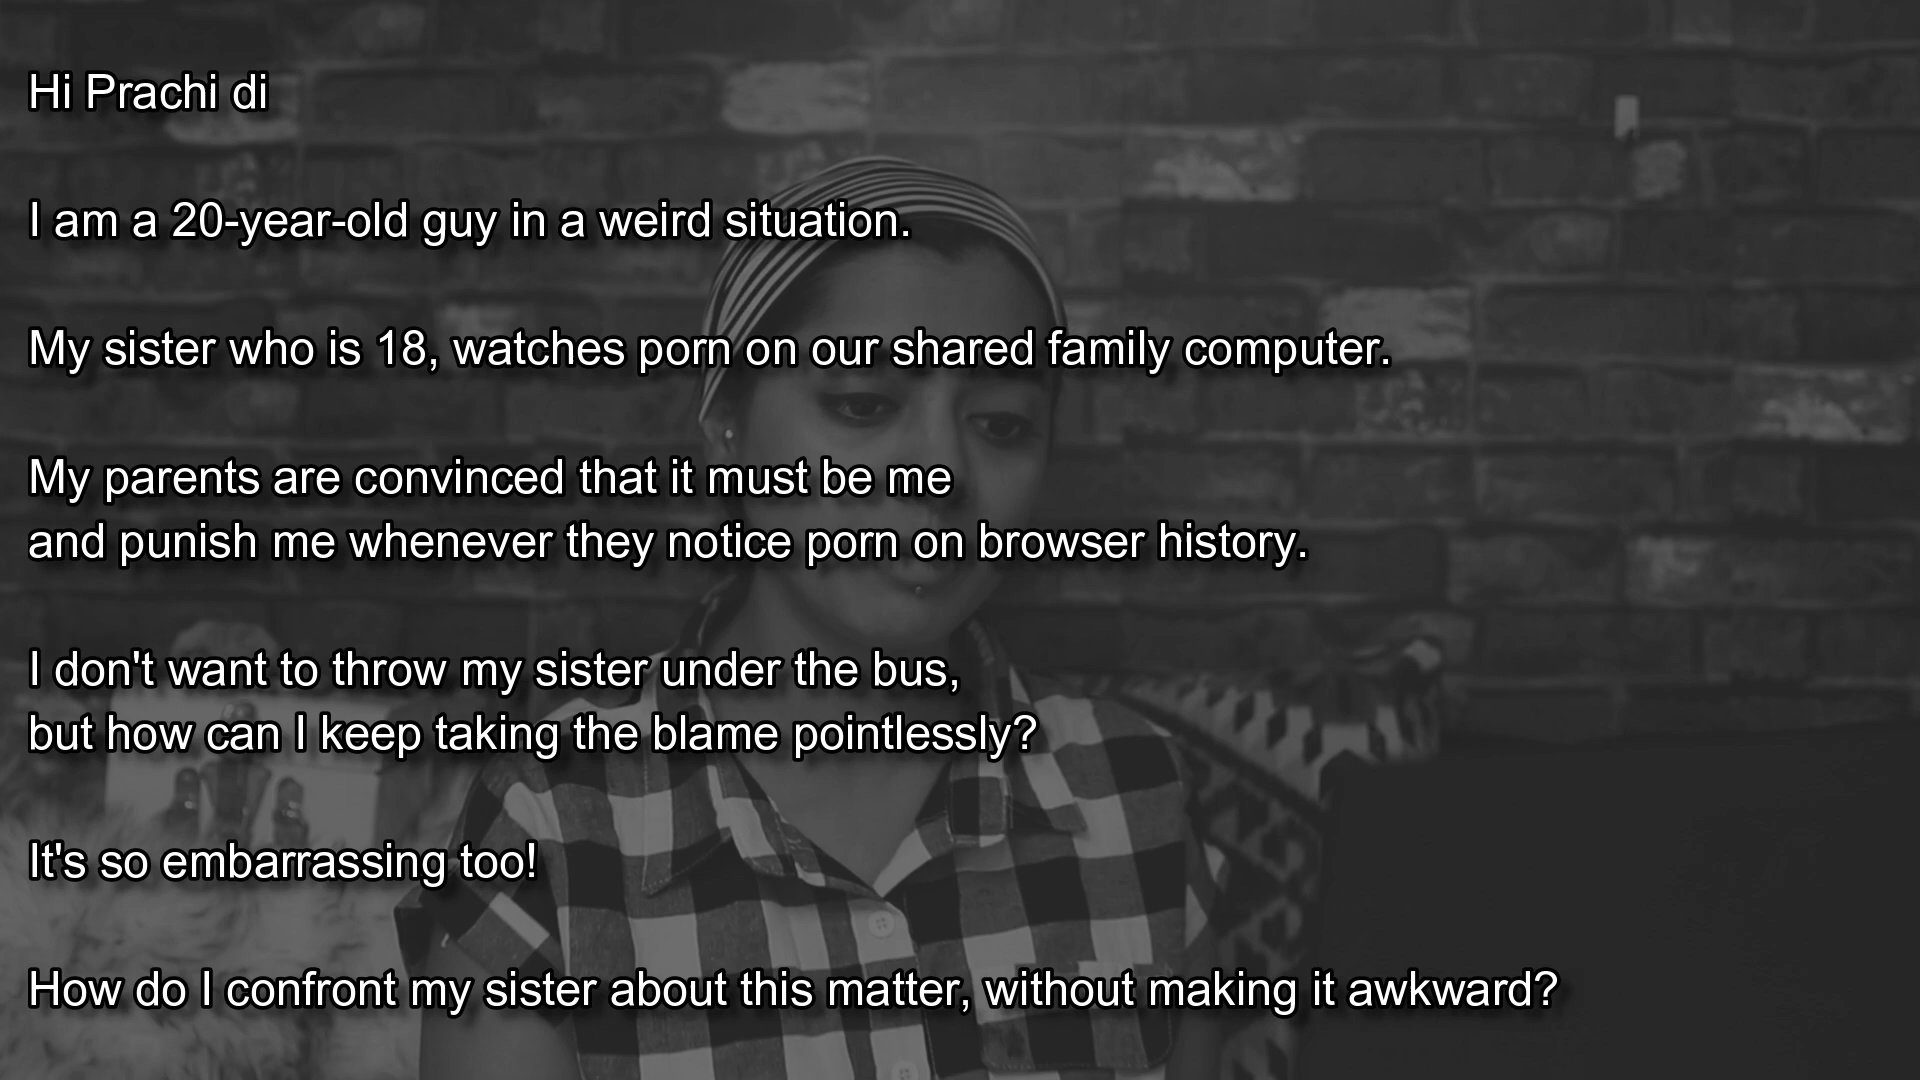 Hi Prachi di
I am a 20-year-old guy in a weird situation.
My sister who is 18, watches porn on our shared family computer.
My parents are convinced that it must be me
and punish me whenever they notice porn on browser history.
I don't want to throw my sister under the bus,
but how can I keep taking the blame pointlessly?
It's so embarrassing too!
How do I confront my sister about this matter, without making it awkward?